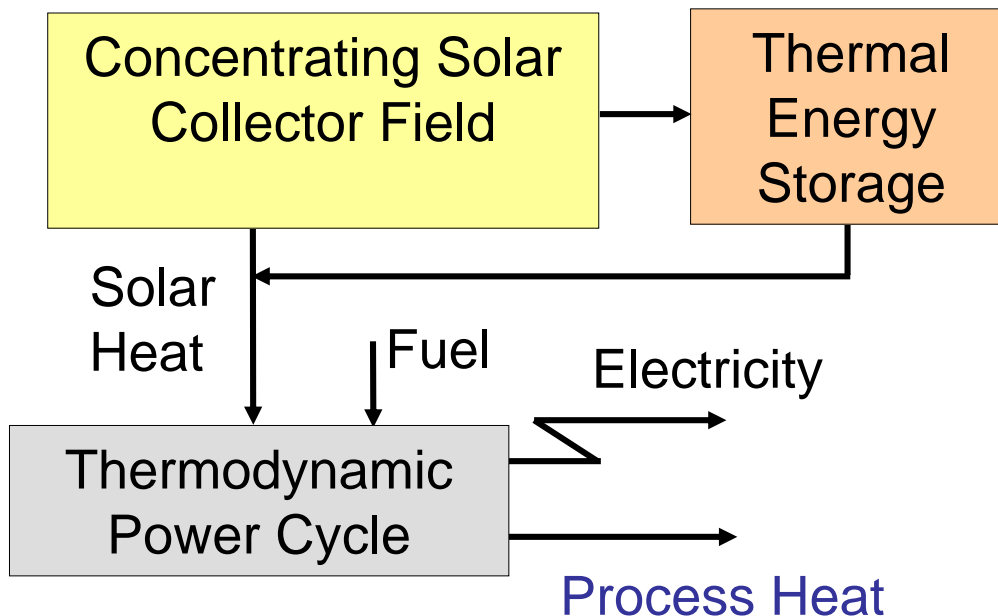 Concentrating Solar
Collector Field
Thermal
Energy
Storage
Solar
Heat
Fuel
Electricity
Thermodynamic
Power Cycle
Process Heat